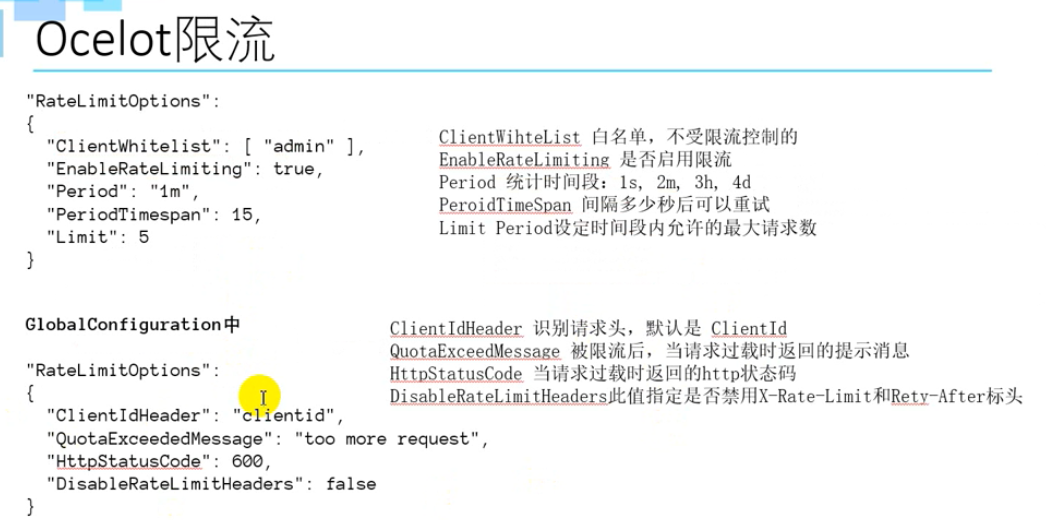 Ocelot限流
"RateLimitOptions":
{
"ClientWhitelist": [ "admin" ],
"EnableRateLimiting": true,
"Period": "1m",
"PeriodTimespan": 15,
"Limit": 5
}
ClientWihteList 白名单，不受限流控制的
EnableRateLimiting 是否启用限流
Period 统计时间段：1s, 2m, 3h, 4d
PeroidTimeSpan 间隔多少秒后可以重试
Limit Period设定时间段内允许的最大请求数
GlobalConfiguration中
"RateLimitOptions":
{
"ClientIdHeader": "clientid",
"QuotaExceededMessage": "too more request",
"HttpStatusCode": 600,
"DisableRateLimitHeaders": false
}
ClientIdHeader 识别请求头，默认是 ClientId
QuotaExceedMessage 被限流后，当请求过载时返回的提示消息
HttpStatusCode 当请求过载时返回的http状态码
DisableRateLimitHeaders此值指定是否禁用X-Rate-Limit和Rety-After标头